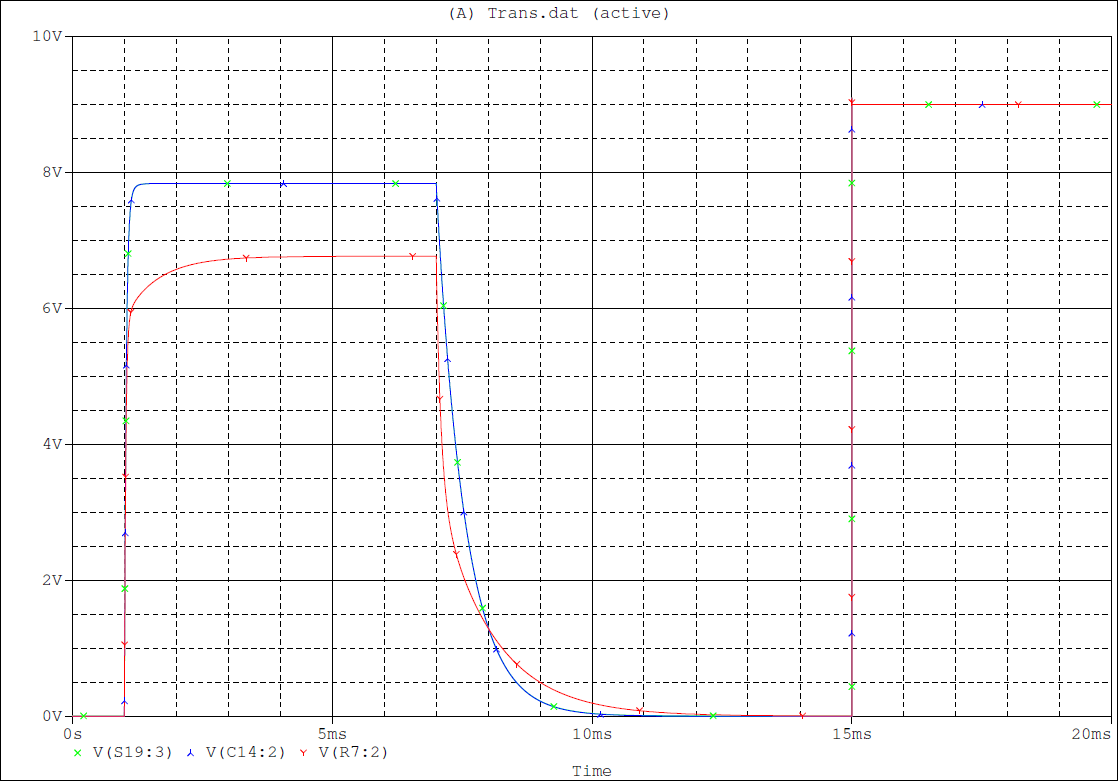 (A) Trans.dat (active)
10V
8V
6V
4V
2V
0V
0s 5ms 10ms 15ms 20ms
V(S19:3) V(C14:2) V(R7:2)
Time